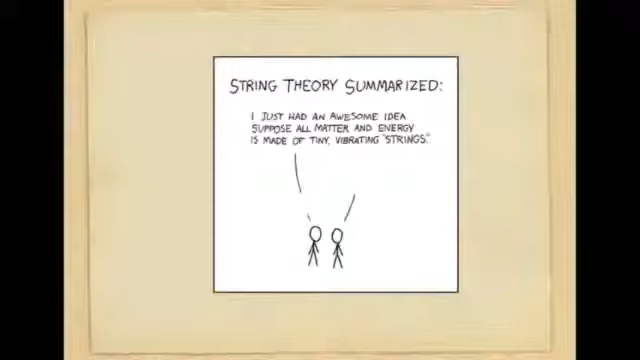 STRING THEORY SUMMARIZED:
I JUST HAD AN AWESOME IDEA
SUPPOSE ALL MATTER AND ENERGY
IS MADE OF TINY, VIBRATING "STRINGS."